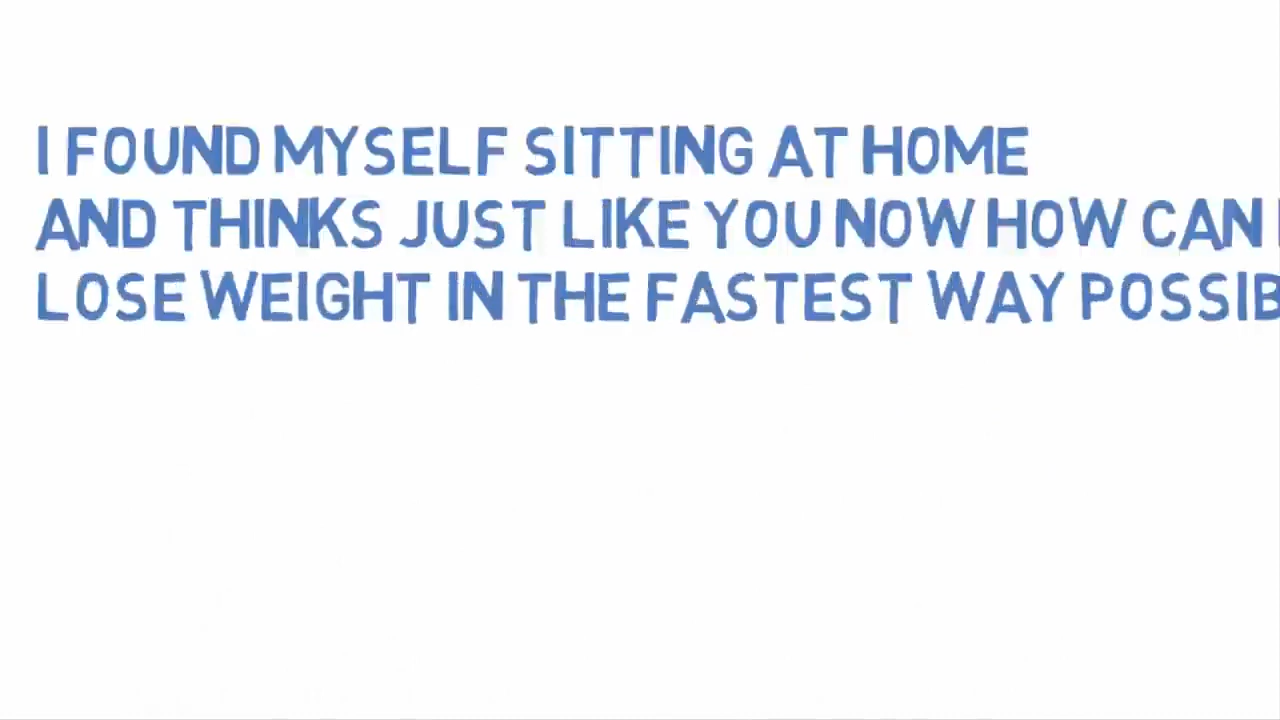 I FOUND MYSELF SITTING AT HOME
AND THINKS JUST LIKE YOU NOW HOW CAN
LOSE WEIGHT IN THE FASTEST WAY